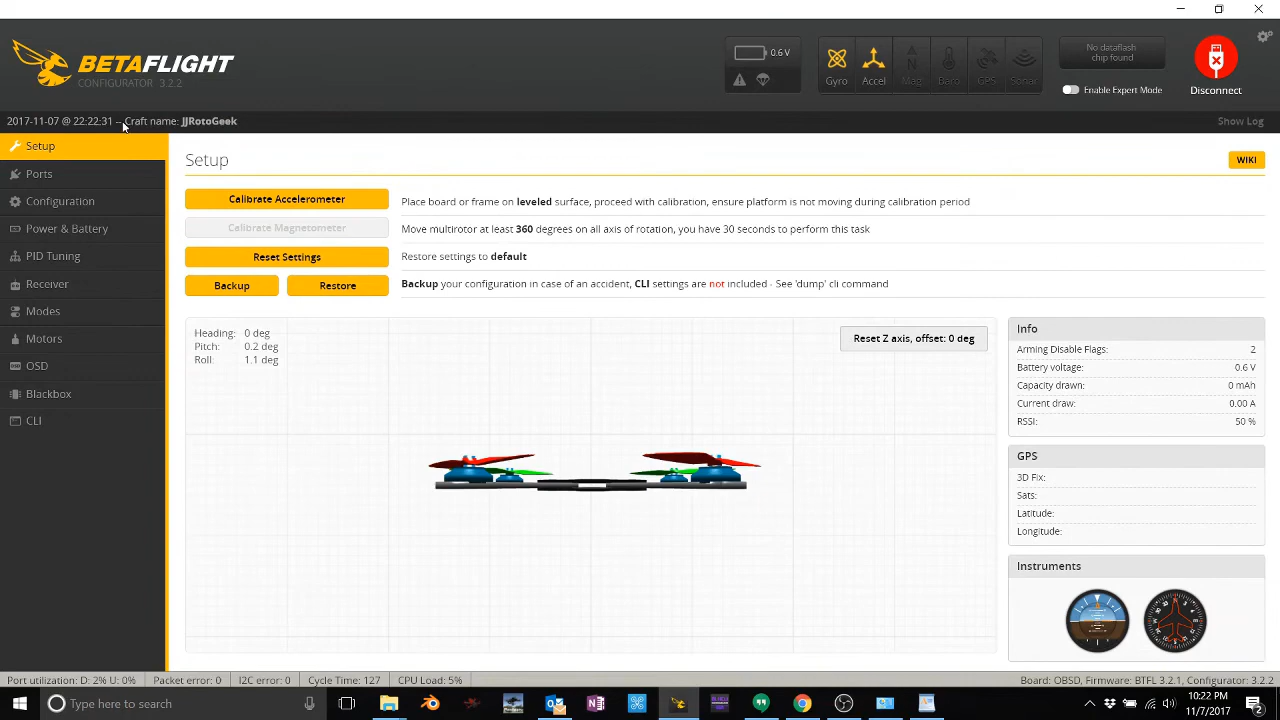 BETAFLIGHT
CONFIGURATOR 3.2.2
0.6 V
Gyro
Accel
Mag
Baro
GPS
Sonar
No dataflash
chip found
Enable Expert Mode
Disconnect
2017-11-07 @ 22:22:31 -- Craft name: JJRotoGeek
Show Log
Setup
Ports
Configuration
Power & Battery
PID Tuning
Receiver
Modes
Motors
OSD
Blackbox
CLI
Setup
WIKI
Calibrate Accelerometer
Place board or frame on leveled surface, proceed with calibration, ensure platform is not moving during calibration period
Calibrate Magnetometer
Move multirotor at least 360 degrees on all axis of rotation, you have 30 seconds to perform this task
Reset Settings
Restore settings to default
Backup
Restore
Backup your configuration in case of an accident, CLI settings are not included - See 'dump' cli command
Heading: 0 deg
Pitch: 0.2 deg
Roll: 1.1 deg
Reset Z axis, offset: 0 deg
Info
Arming Disable Flags: 2
Battery voltage: 0.6 V
Capacity drawn: 0 mAh
Current draw: 0.00 A
RSSI: 50 %
GPS
3D Fix:
Sats:
Latitude:
Longitude:
Instruments
Port utilization: D: 2% U: 0%
Packet error: 0
I2C error: 0
Cycle Time: 127
CPU Load: 5%
Board: OBSD, Firmware: BTFL 3.2.1, Configurator: 3.2.2
Type here to search
10:22 PM
11/7/2017
2